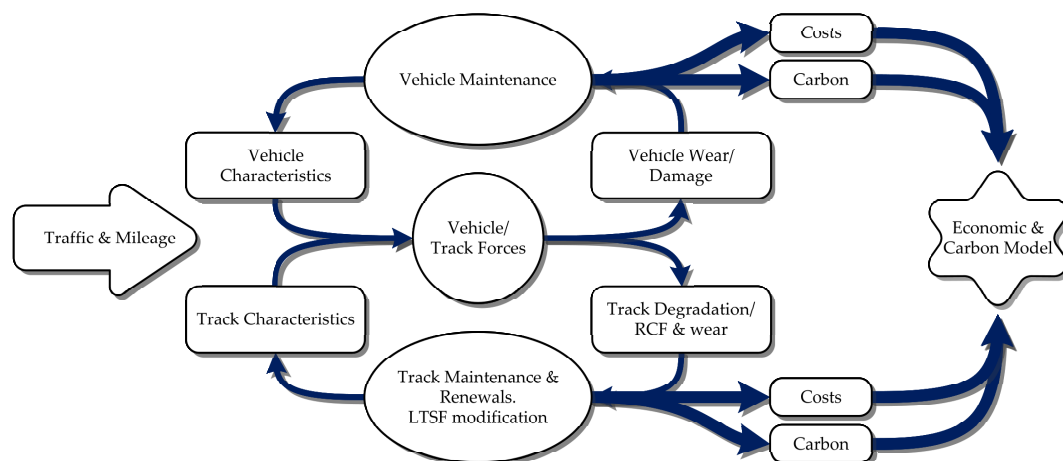 Costs
Vehicle Maintenance
Carbon
Vehicle
Characteristics
Vehicle Wear/
Damage
Traffic & Mileage
Vehicle/
Track Forces
Economic &
Carbon Model
Track Characteristics
Track Degradation/
RCF & wear
Track Maintenance &
Renewals.
LTSF modification
Costs
Carbon